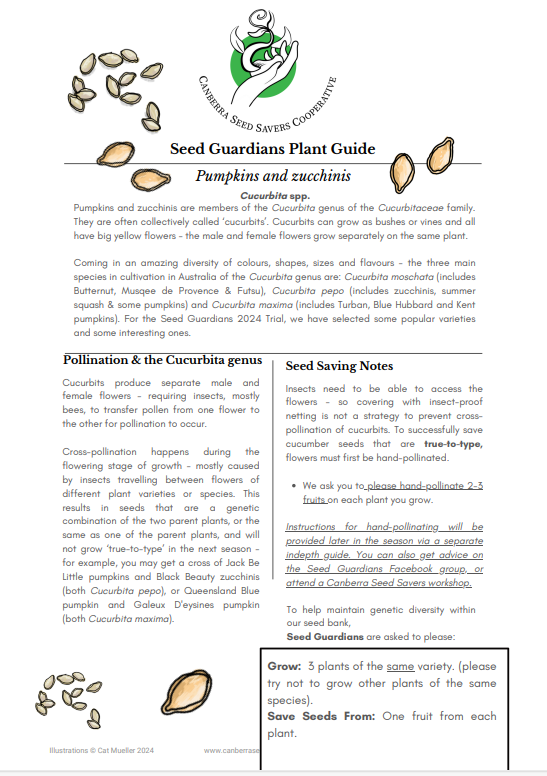 CANBERRA SEED SAVERS COOPERATIVE
Seed Guardians Plant Guide
Pumpkins and zucchinis
Cucurbita spp.
Pumpkins and zucchinis are members of the Cucurbita genus of the Cucurbitaceae family.
They are often collectively called 'cucurbits'. Cucurbits can grow as bushes or vines and all
have big yellow flowers - the male and female flowers grow separately on the same plant.
Coming in an amazing diversity of colours, shapes, sizes and flavours - the three main
species in cultivation in Australia of the Cucurbita genus are: Cucurbita moschata (includes
Butternut, Musqee de Provence & Futsu), Cucurbita pepo (includes zucchinis, summer
squash & some pumpkins) and Cucurbita maxima (includes Turban, Blue Hubbard and Kent
pumpkins). For the Seed Guardians 2024 Trial, we have selected some popular varieties
and some interesting ones.
Pollination & the Cucurbita genus
Cucurbits produce separate male and
female flowers - requiring insects, mostly
bees, to transfer pollen from one flower to
the other for pollination to occur.
Cross-pollination happens during the
flowering stage of growth - mostly caused
by insects travelling between flowers of
different plant varieties or species. This
results in seeds that are a genetic
combination of the two parent plants, or the
same as one of the parent plants, and will
not grow 'true-to-type' in the next season -
for example, you may get a cross of Jack Be
Little pumpkins and Black Beauty zucchinis
(both Cucurbita pepo), or Queensland Blue
pumpkin and Galeux D'eysines pumpkin
(both Cucurbita maxima).
Seed Saving Notes
Insects need to be able to access the
flowers - so covering with insect-proof
netting is not a strategy to prevent cross-
pollination of cucurbits. To successfully save
cucumber seeds that are true-to-type,
flowers must first be hand-pollinated.
• We ask you to please hand-pollinate 2-3
fruits on each plant you grow.
Instructions for hand-pollinating will be
provided later in the season via a separate
indepth guide. You can also get advice on
the Seed Guardians Facebook group, or
attend a Canberra Seed Savers workshop.
To help maintain genetic diversity within
our seed bank,
Seed Guardians are asked to please:
Grow: 3 plants of the same variety. (please
try not to grow other plants of the same
species).
Save Seeds From: One fruit from each
plant.
Illustrations © Cat Mueller 2024
www.canberrase